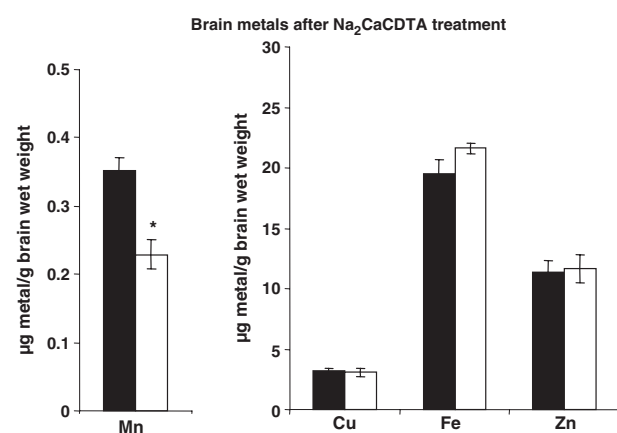 Brain metals after Na₂CaCDTA treatment
µg metal/g brain wet weight
0.5
0.4
0.3
0.2
0.1
0
*
Mn
µg metal/g brain wet weight
30
25
20
15
10
5
0
Cu Fe Zn